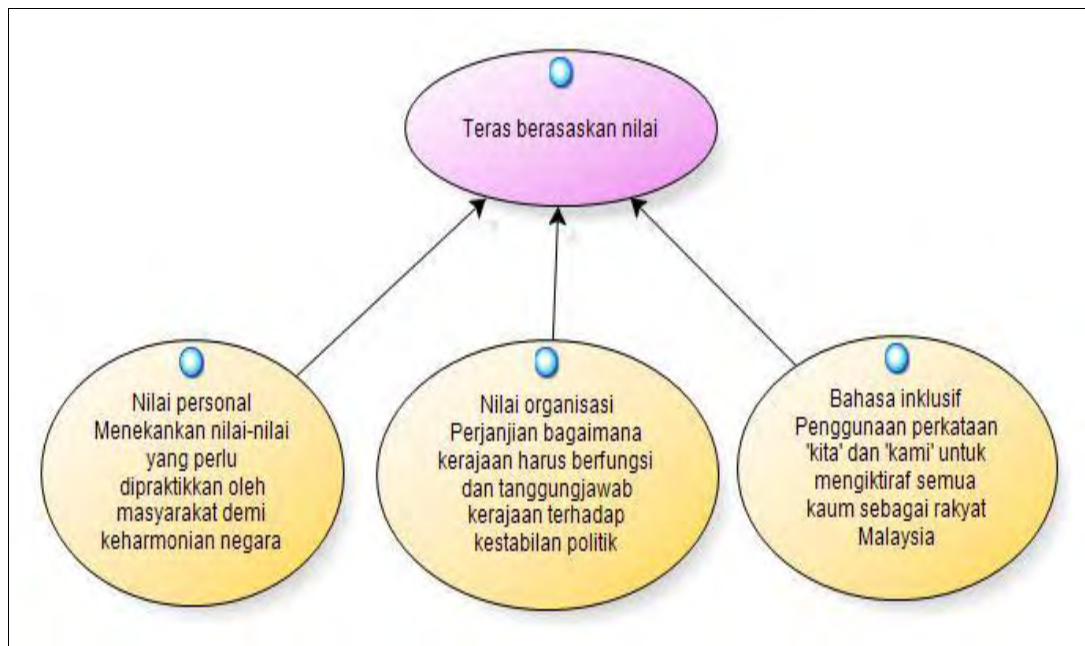 Teras berasaskan nilai
Nilai personal
Menekankan nilai-nilai
yang perlu
dipraktikkan oleh
masyarakat demi
keharmonian negara
Nilai organisasi
Perjanjian bagaimana
kerajaan harus berfungsi
dan tanggungjawab
kerajaan terhadap
kestabilan politik
Bahasa inklusif
Penggunaan perkataan
'kita' dan 'kami' untuk
mengiktiraf semua
kaum sebagai rakyat
Malaysia